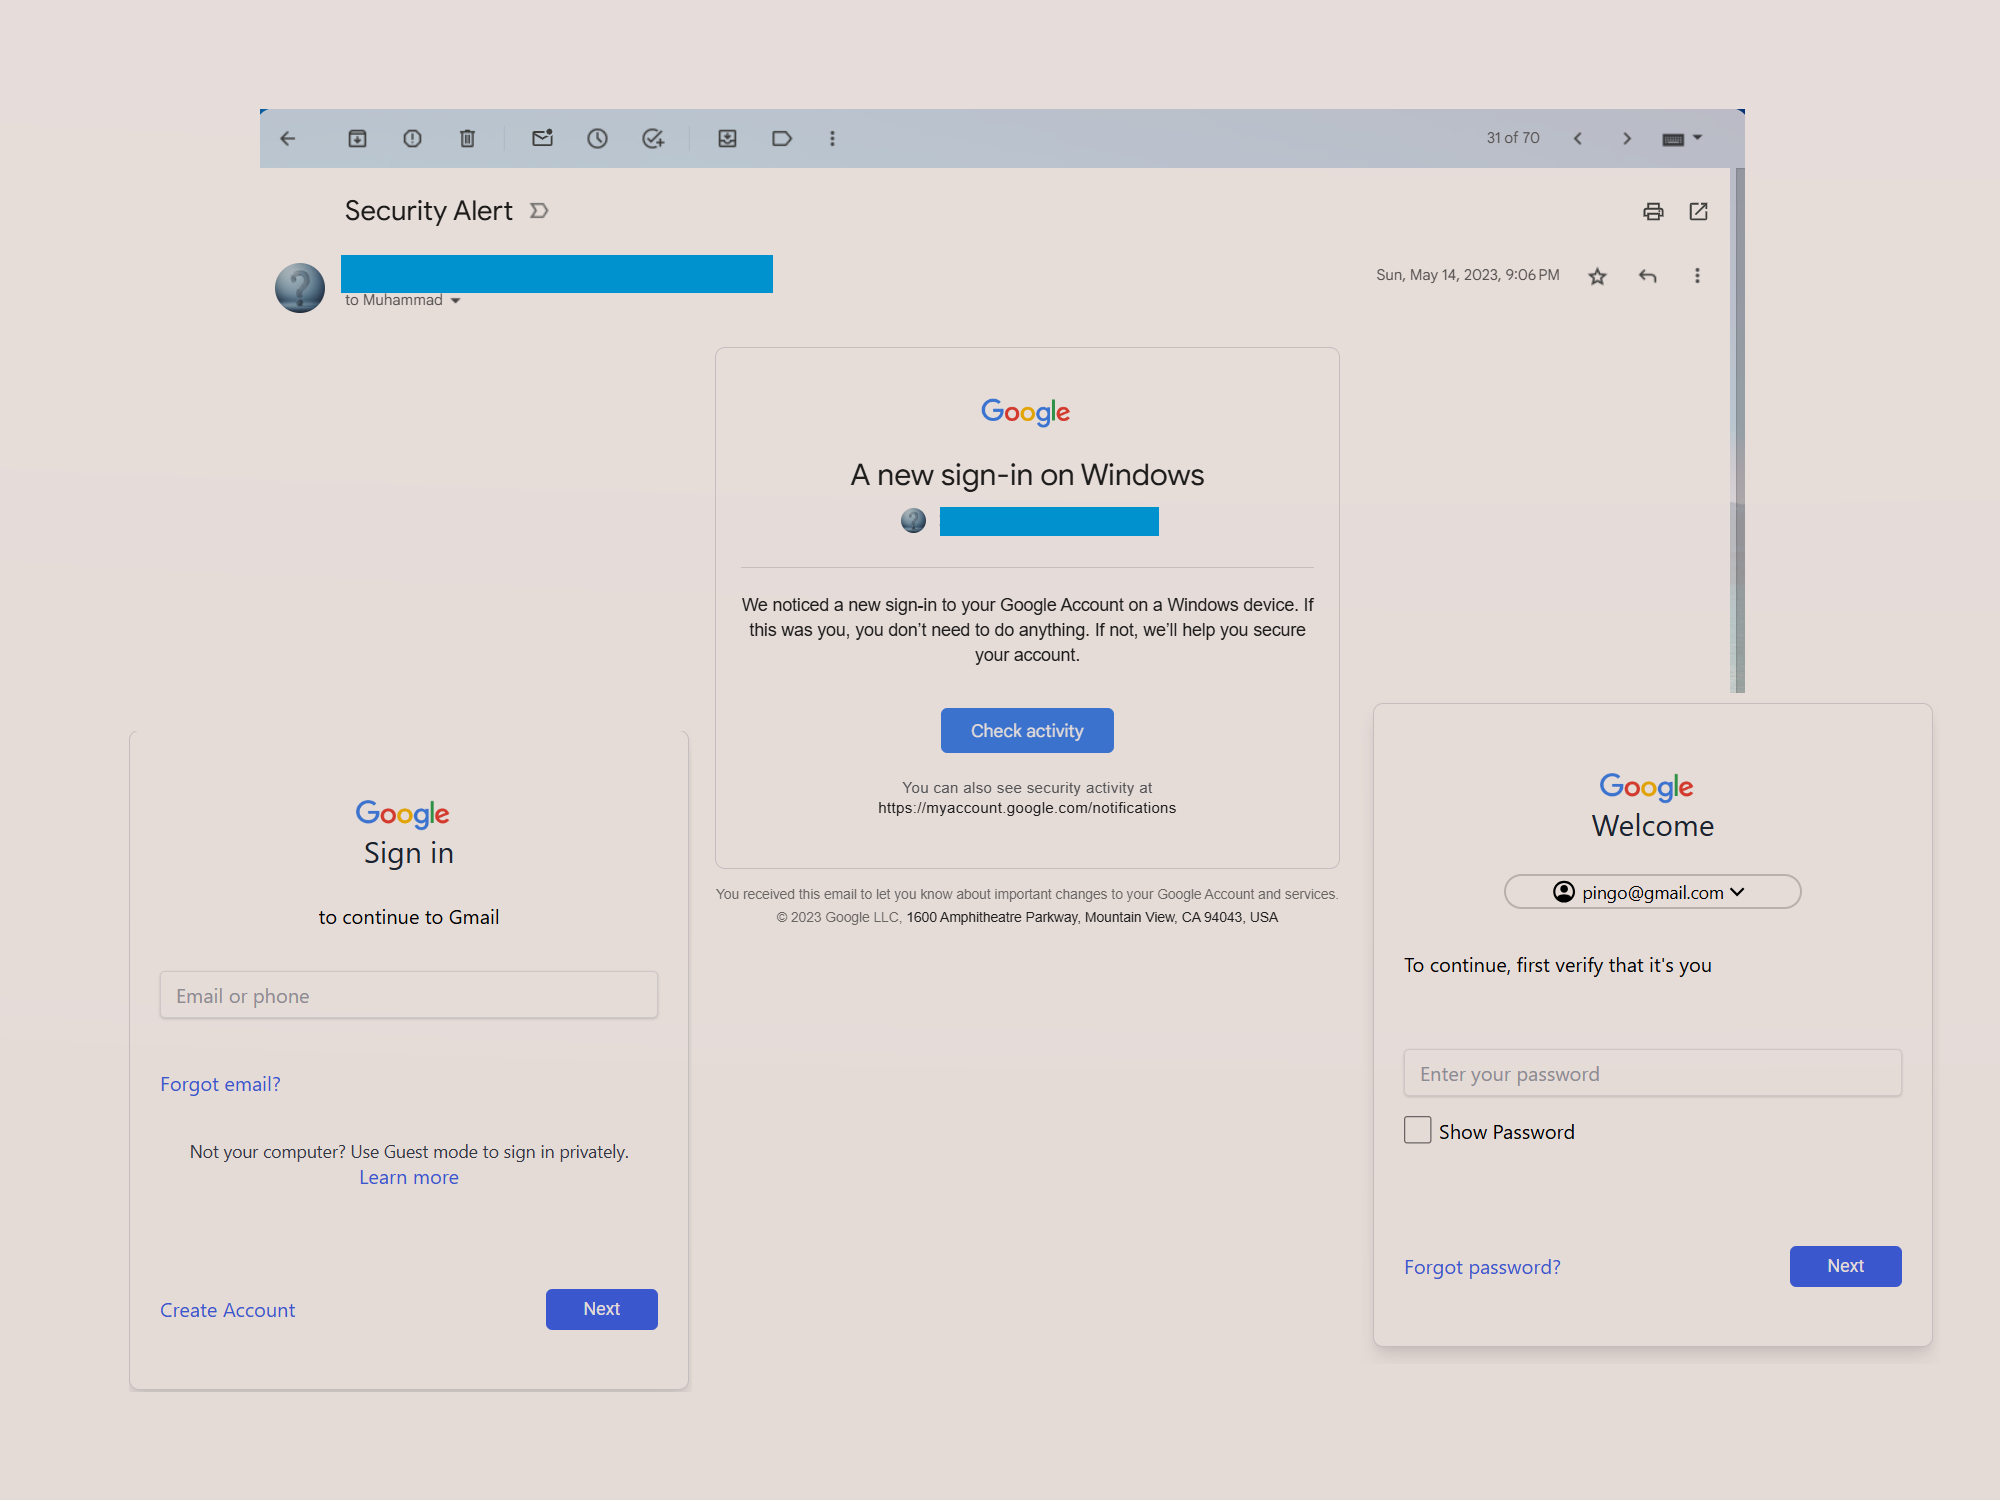 31 of 70
Security Alert
Sun, May 14, 2023, 9:06 PM
to Muhammad
Google
A new sign-in on Windows
We noticed a new sign-in to your Google Account on a Windows device. If
this was you, you don’t need to do anything. If not, we’ll help you secure
your account.
Check activity
You can also see security activity at
https://myaccount.google.com/notifications
You received this email to let you know about important changes to your Google Account and services.
© 2023 Google LLC, 1600 Amphitheatre Parkway, Mountain View, CA 94043, USA
Google
Sign in
to continue to Gmail
Email or phone
Forgot email?
Not your computer? Use Guest mode to sign in privately.
Learn more
Create Account
Next
Google
Welcome
pingo@gmail.com
To continue, first verify that it's you
Enter your password
Show Password
Forgot password?
Next